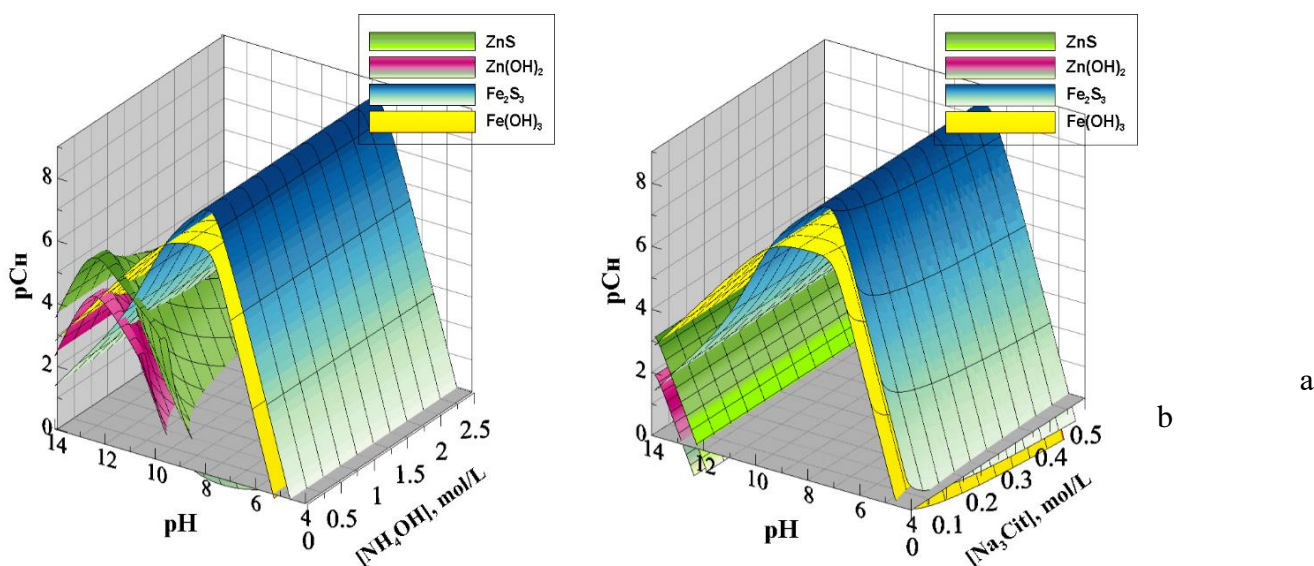 ZnS
Zn(OH)₂
Fe₂S₃
Fe(OH)₃
8
6
4
2
0
pCн
14
12
10
8
6
4
pH
0
0.5
1
1.5
2
2.5
[NH₄OH], mol/L
ZnS
Zn(OH)₂
Fe₂S₃
Fe(OH)₃
8
6
4
2
0
pCн
14
12
10
8
6
4
pH
0
0.1
0.2
0.3
0.4
0.5
[Na₃Cit], mol/L
a
b